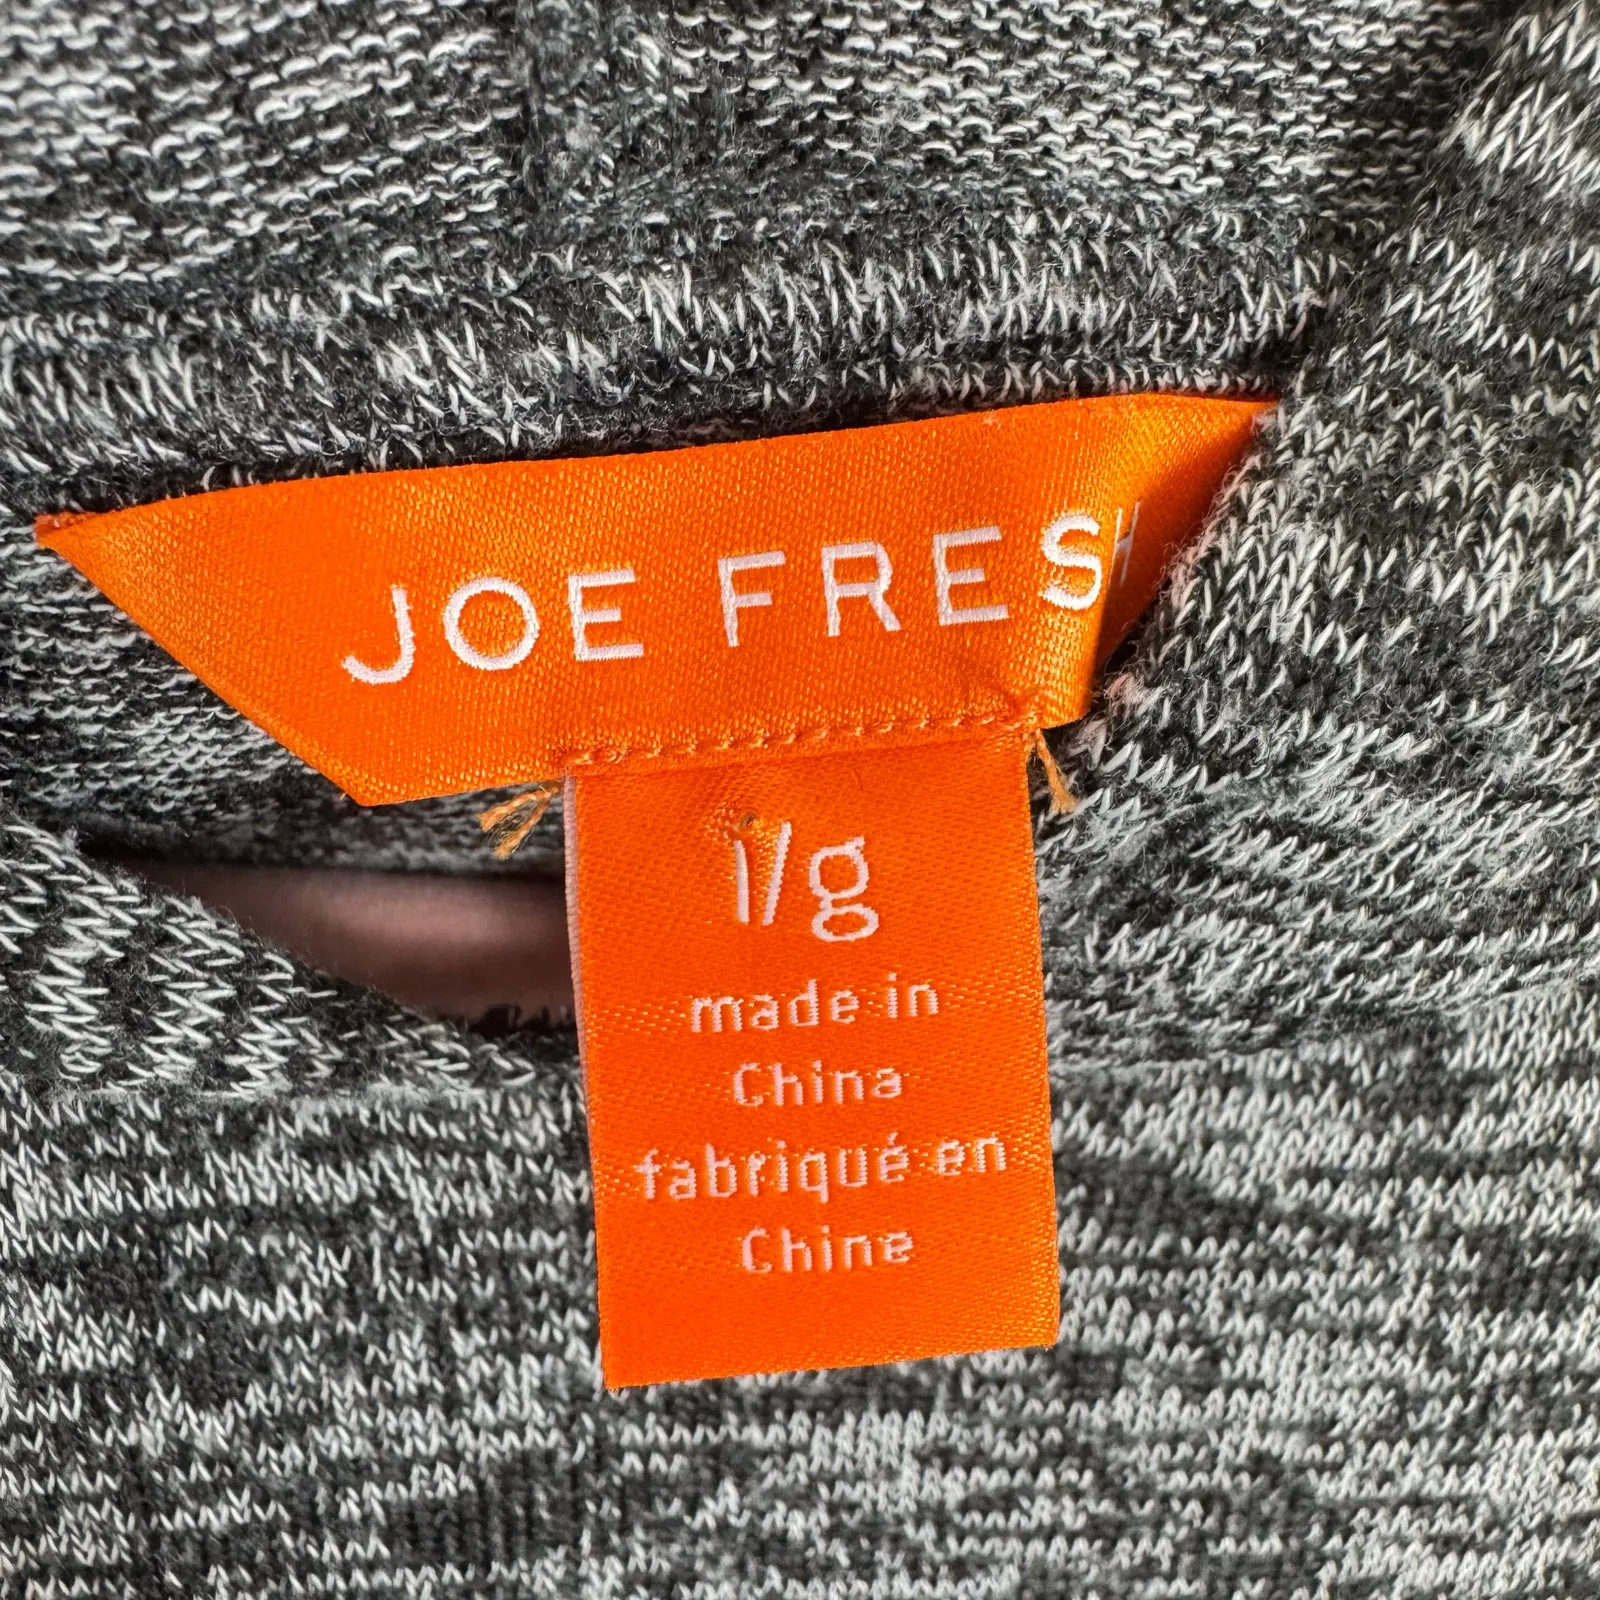 JOE FRESH
l/g
made in
China
fabriqué en
Chine